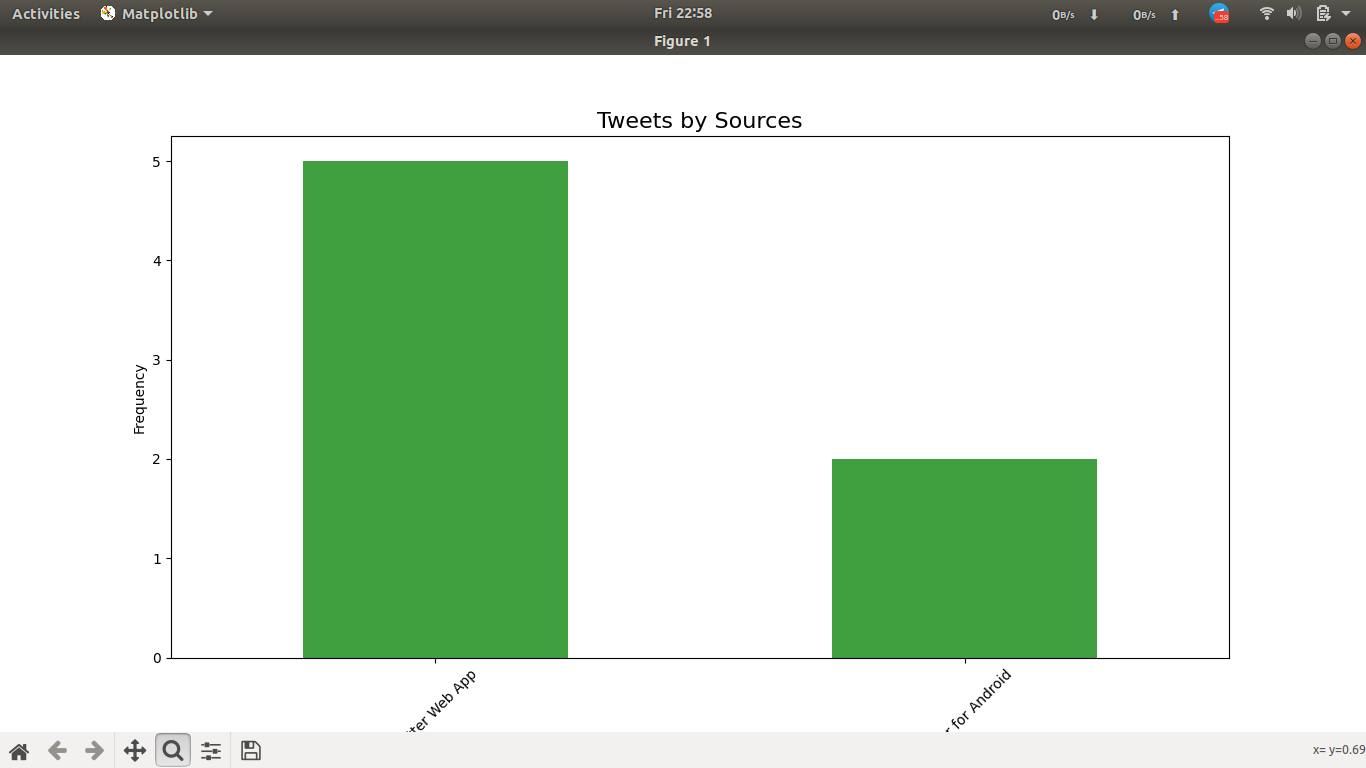 Activities Matplotlib Fri 22:58 0B/s 0B/s 58
Figure 1
Tweets by Sources
5
4
3
2
1
0
Frequency
ter Web App
r for Android
x= y=0.69